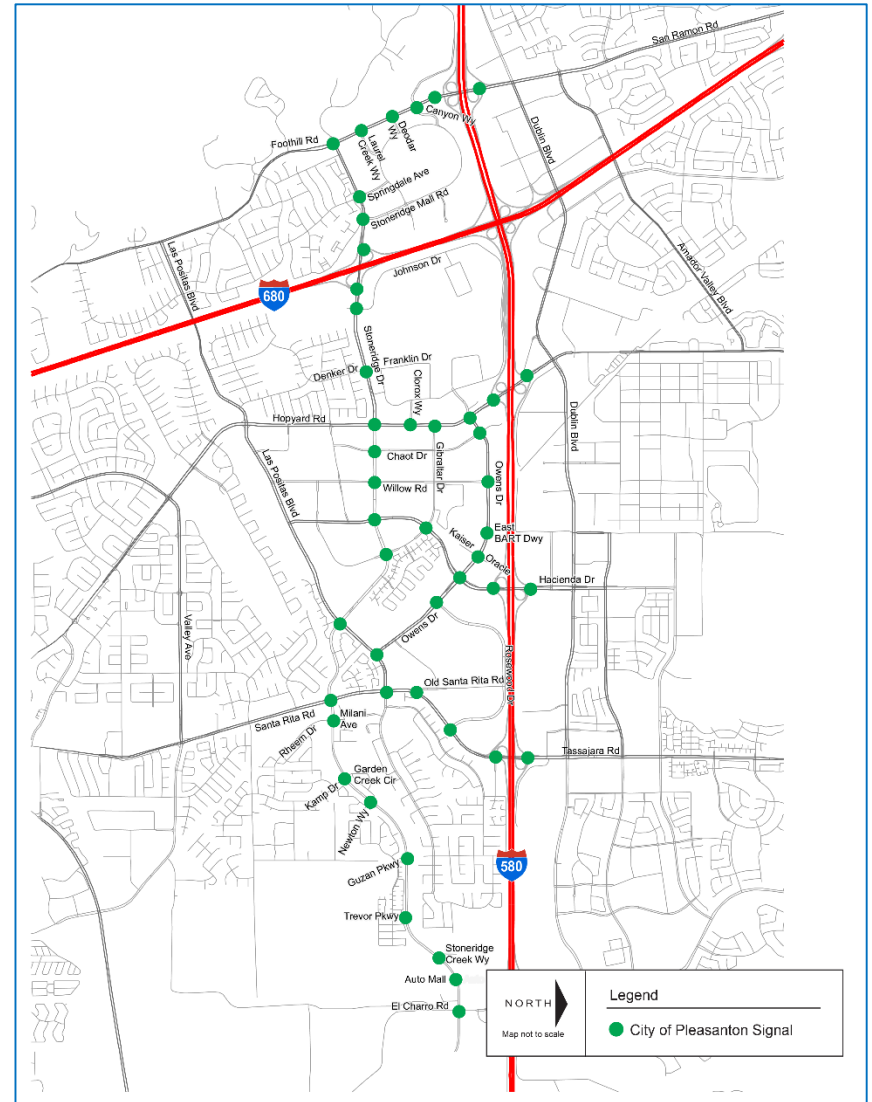 San Ramon Rd
Canyon Wy
Deodar
Wy
Laurel
Creek Wy
Foothill Rd
Dublin Blvd
Springdale Ave
Stoneridge Mall Rd
Las Positas Blvd
Johnson Dr
Amador Valley Blvd
680
Stoneridge Dr
Franklin Dr
Denker Dr
Clorox Wy
Hopyard Rd
Dublin Blvd
Chaot Dr
Gibraltar Dr
Las Positas Blvd
Willow Rd
Owens Dr
East
BART Dwy
Kaiser
Oracle
Hacienda Dr
Valley Ave
Owens Dr
Rosewood Dr
Old Santa Rita Rd
Santa Rita Rd
Milani
Ave
Rheem Dr
Tassajara Rd
Garden
Creek Cir
Kamp Dr
Newton Wy
Guzan Pkwy
580
Trevor Pkwy
Stoneridge
Creek Wy
Auto Mall
El Charro Rd
NORTH
Map not to scale
Legend
City of Pleasanton Signal